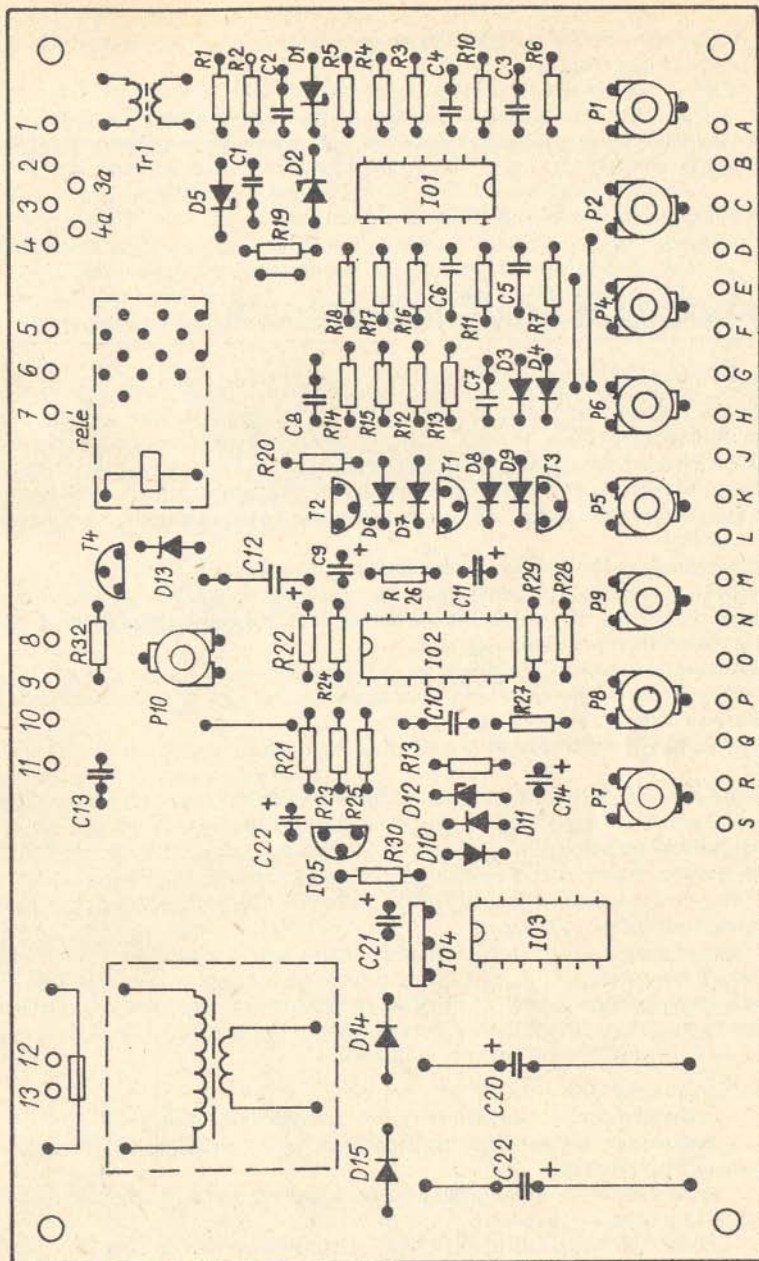 1
2
3
3a
4
4a
5
6
7
8
9
10
11
12
13
Tr1
R1
R2
C2
D1
R5
R4
R3
C4
R10
C3
R6
P1
D5
C1
D2
R19
IO1
P2
relé
R18
R17
R16
C6
R11
C5
R7
P4
C8
R14
R15
R12
R13
C7
D3
D4
P6
R20
T2
D6
D7
T1
D8
D9
T3
P5
T4
D13
C12
+
C9
+
R
26
C11
+
P9
R32
P10
R22
R24
IO2
R29
R28
C10
R27
P8
C13
R21
R23
R25
C22
+
IO5
R13
D12
D11
D10
C14
+
P7
R30
C21
+
IO4
IO3
D14
C20
+
D15
C22
+
A
B
C
D
E
F
G
H
J
K
L
M
N
O
P
Q
R
S